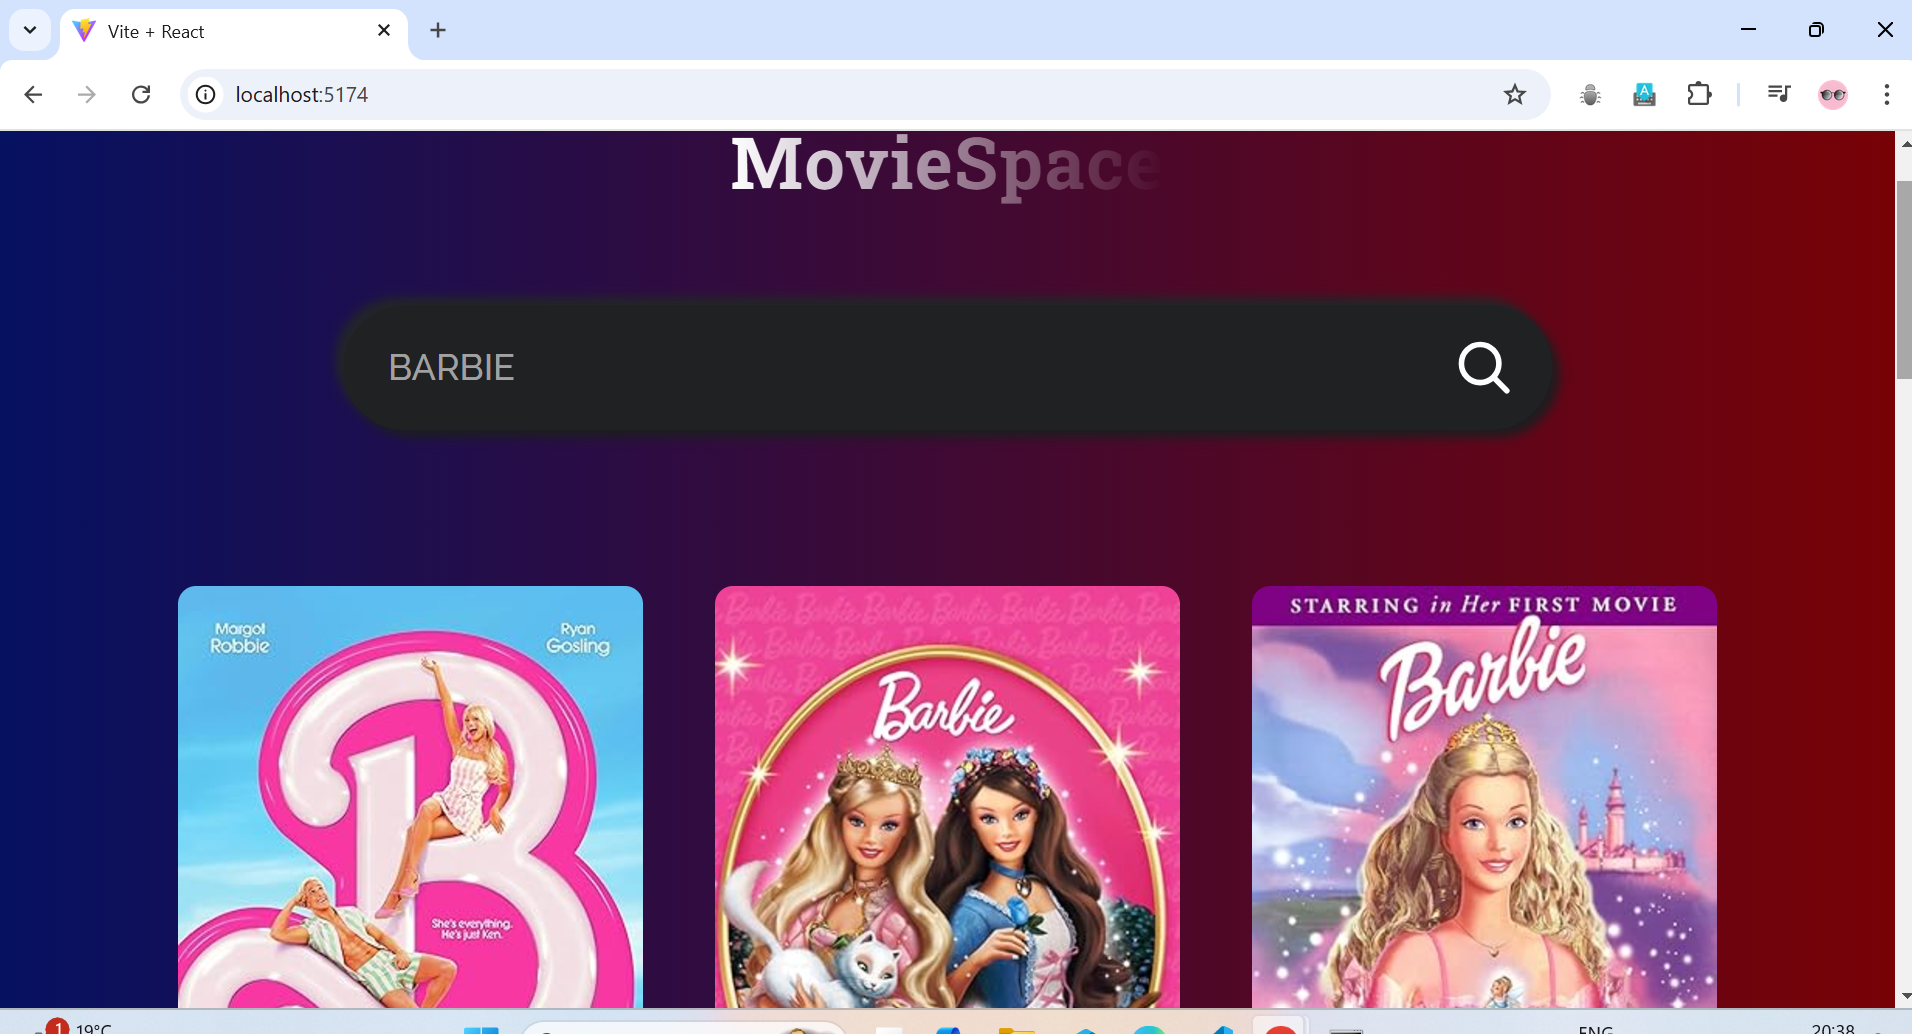 Vite + React
localhost:5174
MovieSpace
BARBIE
Margot
Robbie
Ryan
Gosling
She's everything.
He's just Ken.
Barbie
STARRING in Her FIRST MOVIE
Barbie
1
19°C
ENG
20:38